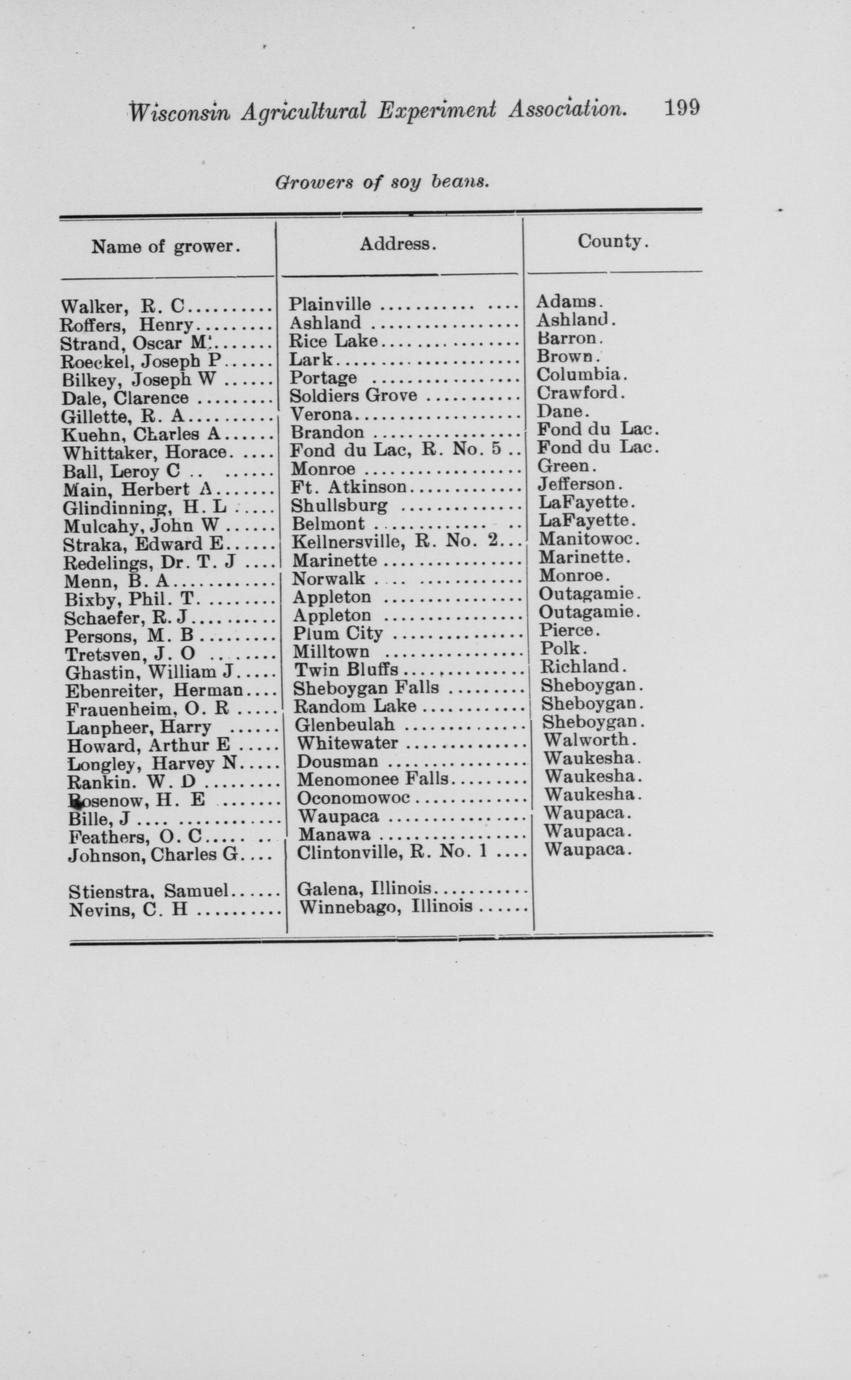 Wisconsin Agricultural Experiment Association. 199
Growers of soy beans.
Name of grower. Address. County.
Walker, R. C.......... Plainville ........... .... Adams.
Roffers, Henry......... Ashland ................. Ashland.
Strand, Oscar M........ Rice Lake................ Barron.
Roeckel, Joseph P...... Lark..................... Brown.
Bilkey, Joseph W ...... Portage ................. Columbia.
Dale, Clarence ......... Soldiers Grove ........... Crawford.
Gillette, R. A.......... Verona................... Dane.
Kuehn, Charles A...... Brandon ................. Fond du Lac.
Whittaker, Horace. .... Fond du Lac, R. No. 5 .. Fond du Lac.
Ball, Leroy C .. ...... Monroe .................. Green.
Main, Herbert A....... Ft. Atkinson............. Jefferson.
Glindinning, H. L ..... Shullsburg .............. LaFayette.
Mulcahy, John W ...... Belmont ............. .. LaFayette.
Straka, Edward E...... Kellnersville, R. No. 2... Manitowoc.
Redelings, Dr. T. J .... Marinette ................ Marinette.
Menn, B. A............ Norwalk .... ............ Monroe.
Bixby, Phil. T.......... Appleton ................ Outagamie.
Schaefer, R. J.......... Appleton ................ Outagamie.
Persons, M. B ......... Plum City ............... Pierce.
Tretsven, J. O ........ Milltown ................ Polk.
Ghastin, William J..... Twin Bluffs.............. Richland.
Ebenreiter, Herman.... Sheboygan Falls ......... Sheboygan.
Frauenheim, O. R ..... Random Lake ............ Sheboygan.
Lanpheer, Harry ...... Glenbeulah .............. Sheboygan.
Howard, Arthur E ..... Whitewater .............. Walworth.
Longley, Harvey N..... Dousman ................ Waukesha.
Rankin. W. D ......... Menomonee Falls......... Waukesha.
Rosenow, H. E ....... Oconomowoc ............. Waukesha.
Bille, J .... ............ Waupaca ................ Waupaca.
Feathers, O. C..... .. Manawa ................. Waupaca.
Johnson, Charles G.... Clintonville, R. No. 1 .... Waupaca.
Stienstra, Samuel...... Galena, Illinois...........
Nevins, C. H .......... Winnebago, Illinois ......